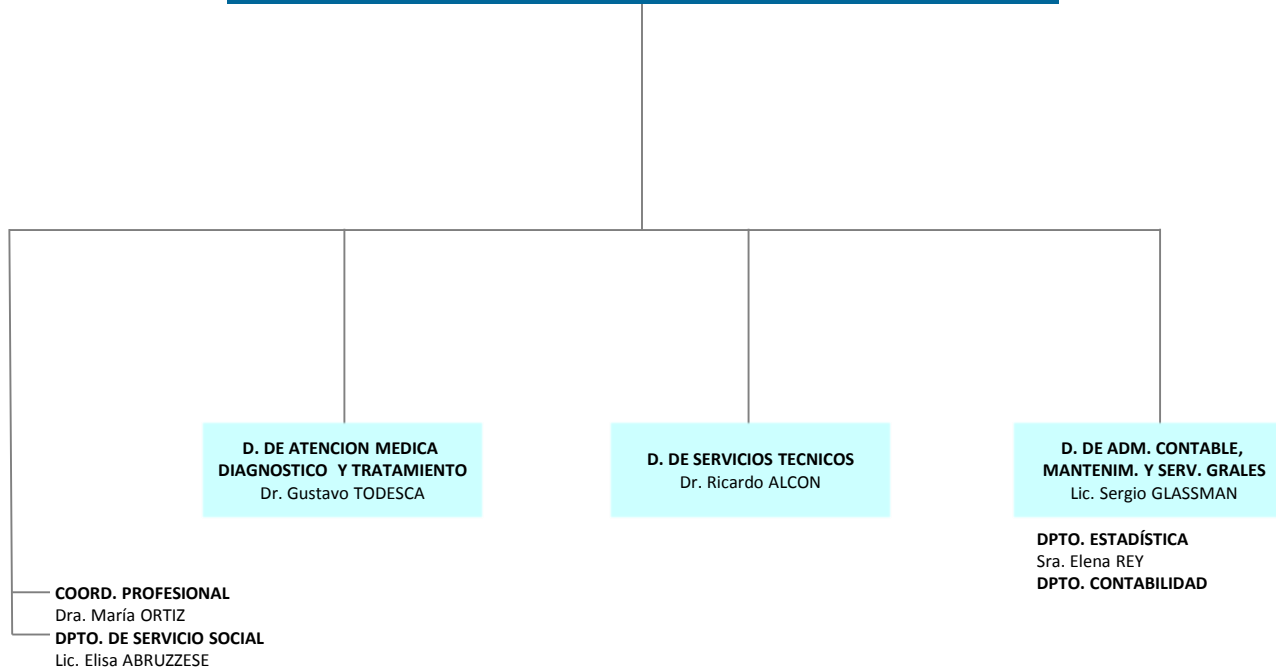 D. DE ATENCION MEDICA
DIAGNOSTICO Y TRATAMIENTO
Dr. Gustavo TODESCA
D. DE SERVICIOS TECNICOS
Dr. Ricardo ALCON
D. DE ADM. CONTABLE,
MANTENIM. Y SERV. GRALES
Lic. Sergio GLASSMAN
DPTO. ESTADÍSTICA
Sra. Elena REY
DPTO. CONTABILIDAD
COORD. PROFESIONAL
Dra. María ORTIZ
DPTO. DE SERVICIO SOCIAL
Lic. Elisa ABRUZZESE